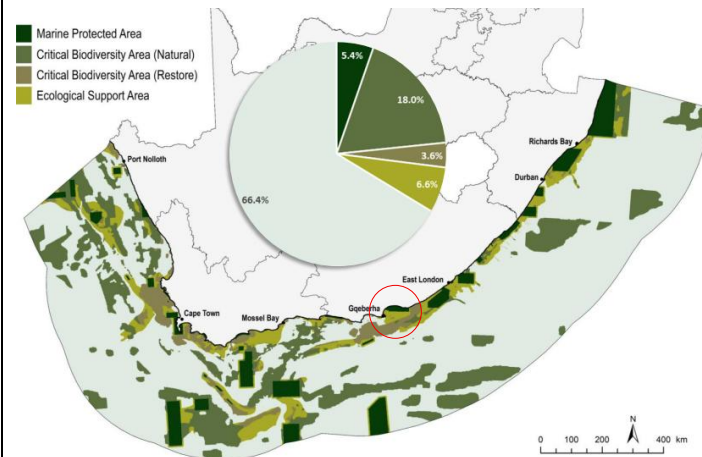 Marine Protected Area
Critical Biodiversity Area (Natural)
Critical Biodiversity Area (Restore)
Ecological Support Area
5.4%
18.0%
3.6%
6.6%
66.4%
Port Nolloth
Richards Bay
Durban
East London
Gqeberha
Mossel Bay
Cape Town
N
0 100 200 400 km